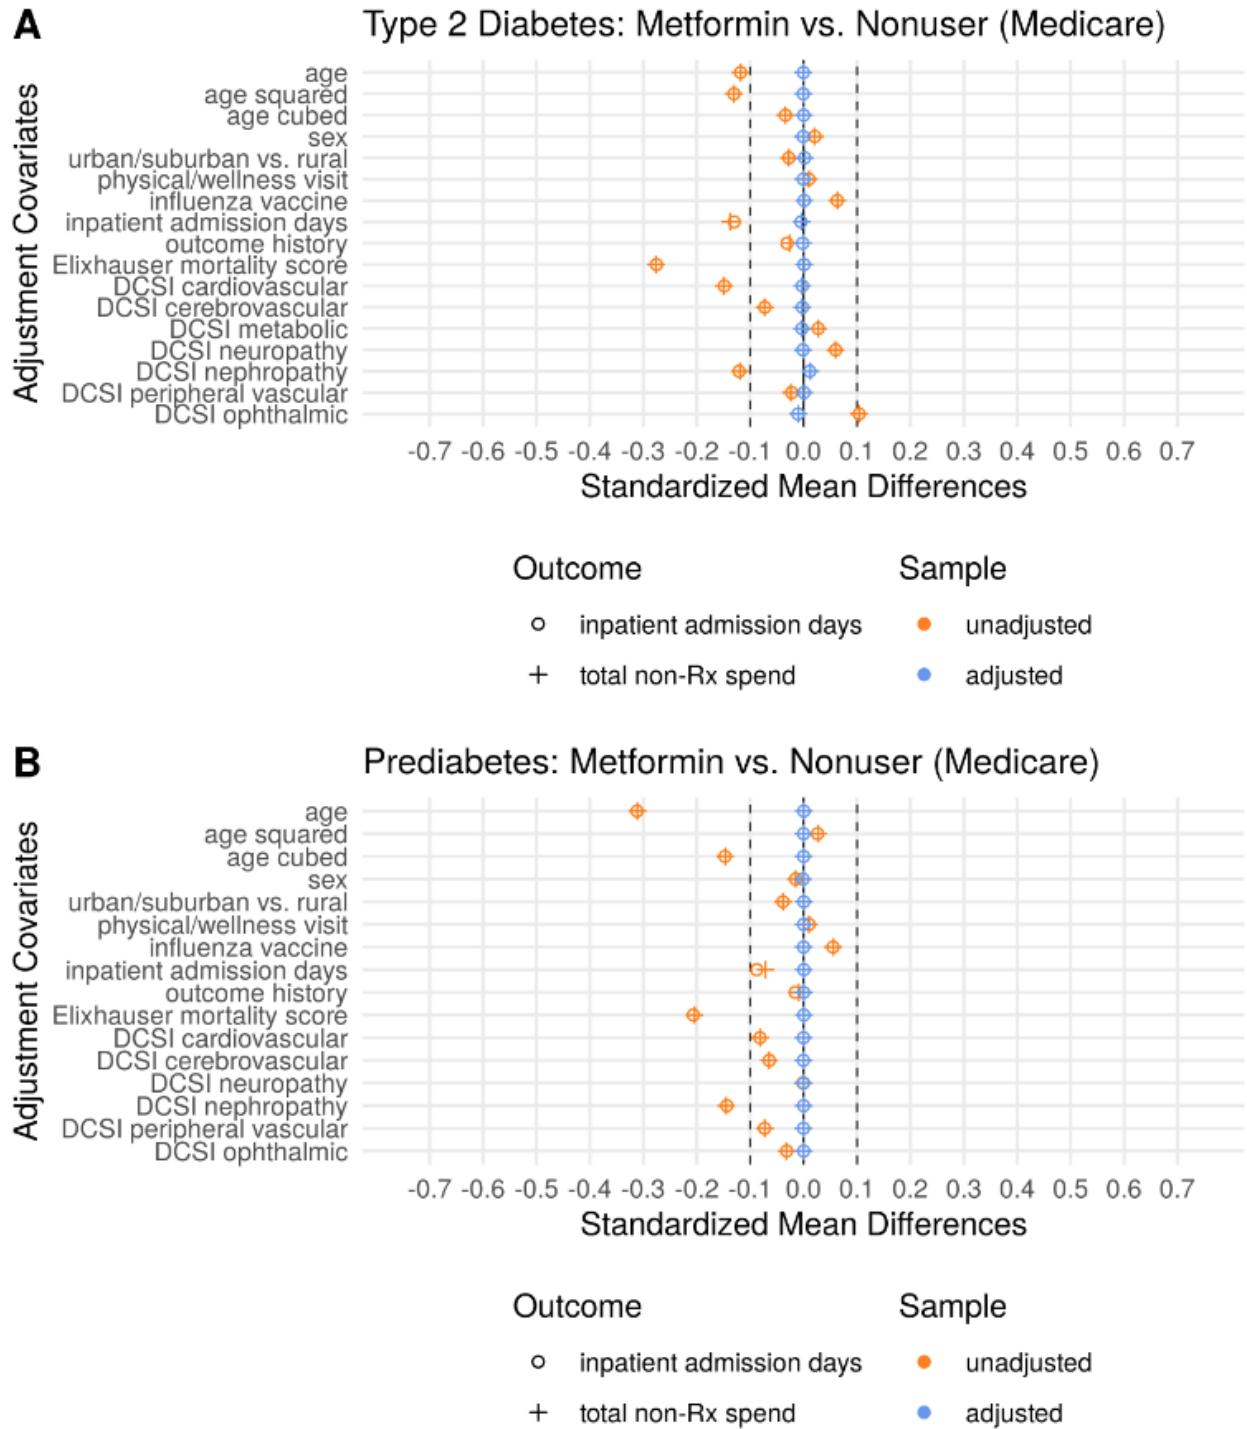 A Type 2 Diabetes: Metformin vs. Nonuser (Medicare)
Adjustment Covariates
age
age squared
age cubed
sex
urban/suburban vs. rural
physical/wellness visit
influenza vaccine
inpatient admission days
outcome history
Elixhauser mortality score
DCSI cardiovascular
DCSI cerebrovascular
DCSI metabolic
DCSI neuropathy
DCSI nephropathy
DCSI peripheral vascular
DCSI ophthalmic
-0.7 -0.6 -0.5 -0.4 -0.3 -0.2 -0.1 0.0 0.1 0.2 0.3 0.4 0.5 0.6 0.7
Standardized Mean Differences
Outcome Sample
inpatient admission days unadjusted
total non-Rx spend adjusted
B Prediabetes: Metformin vs. Nonuser (Medicare)
Adjustment Covariates
age
age squared
age cubed
sex
urban/suburban vs. rural
physical/wellness visit
influenza vaccine
inpatient admission days
outcome history
Elixhauser mortality score
DCSI cardiovascular
DCSI cerebrovascular
DCSI neuropathy
DCSI nephropathy
DCSI peripheral vascular
DCSI ophthalmic
-0.7 -0.6 -0.5 -0.4 -0.3 -0.2 -0.1 0.0 0.1 0.2 0.3 0.4 0.5 0.6 0.7
Standardized Mean Differences
Outcome Sample
inpatient admission days unadjusted
total non-Rx spend adjusted